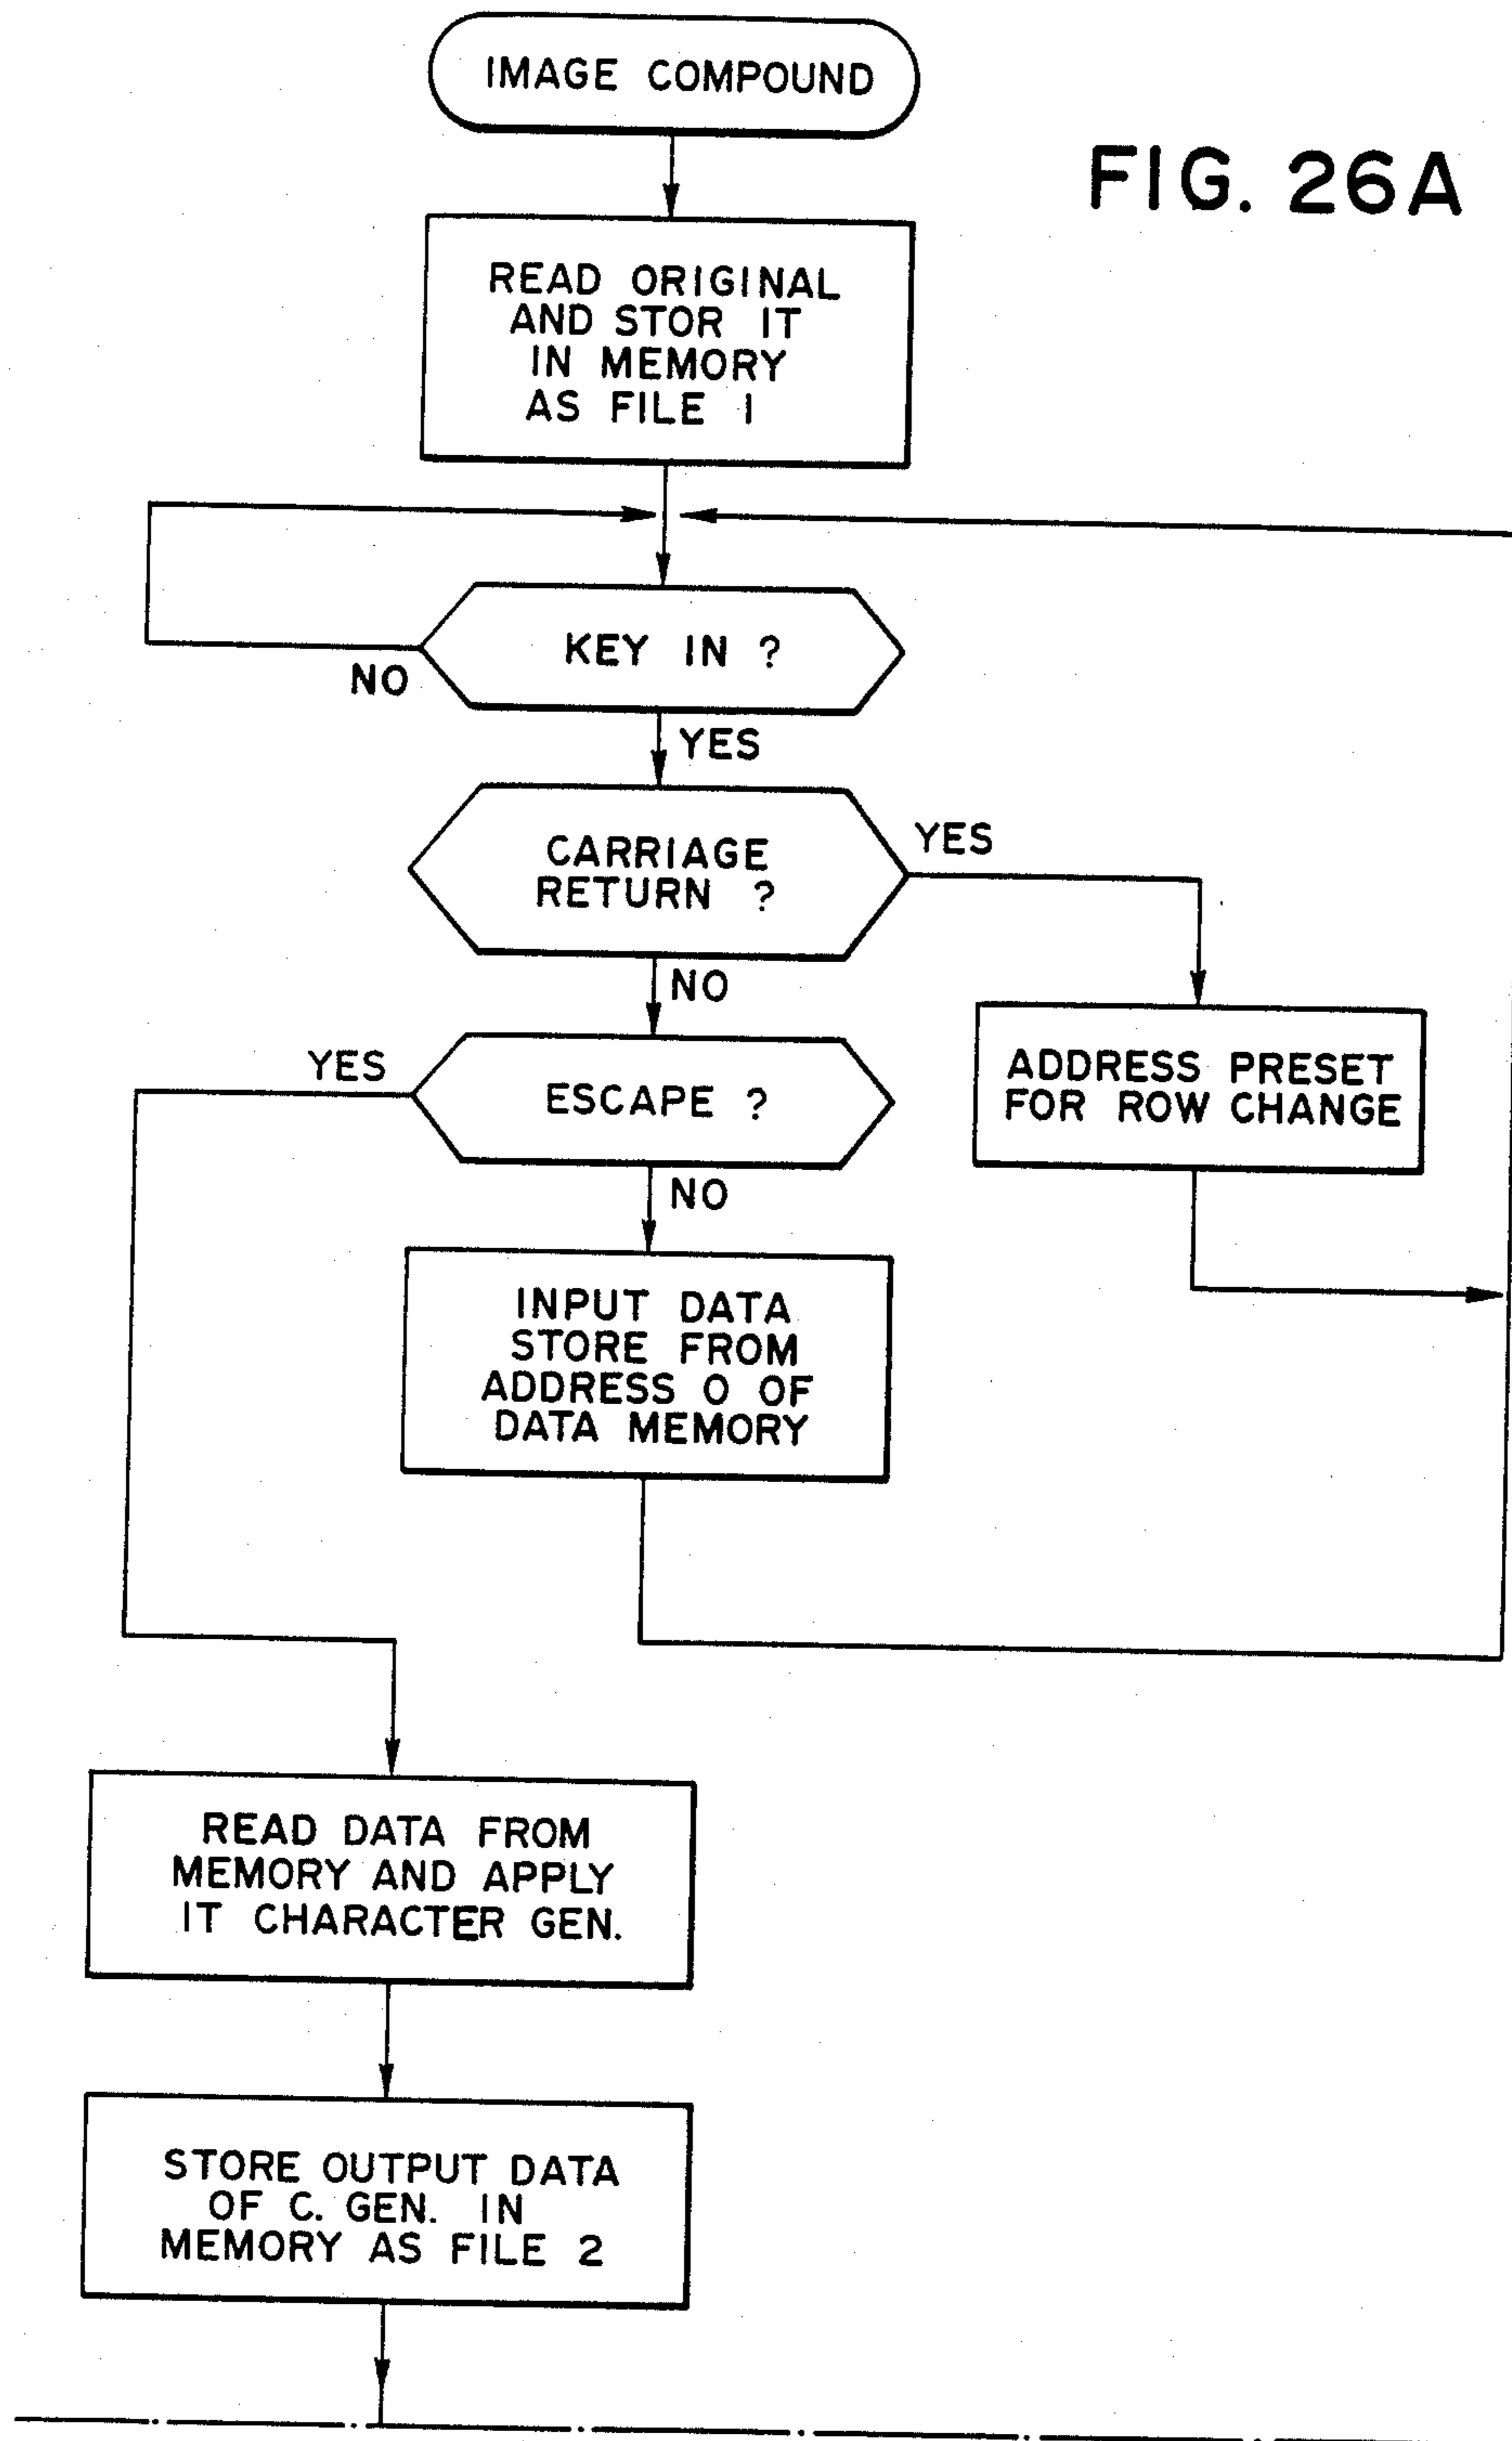 IMAGE COMPOUND
FIG. 26A
READ ORIGINAL
AND STOR IT
IN MEMORY
AS FILE 1
KEY IN ?
NO
YES
CARRIAGE
RETURN ?
YES
NO
ADDRESS PRESET
FOR ROW CHANGE
YES
ESCAPE ?
NO
INPUT DATA
STORE FROM
ADDRESS 0 OF
DATA MEMORY
READ DATA FROM
MEMORY AND APPLY
IT CHARACTER GEN.
STORE OUTPUT DATA
OF C. GEN. IN
MEMORY AS FILE 2